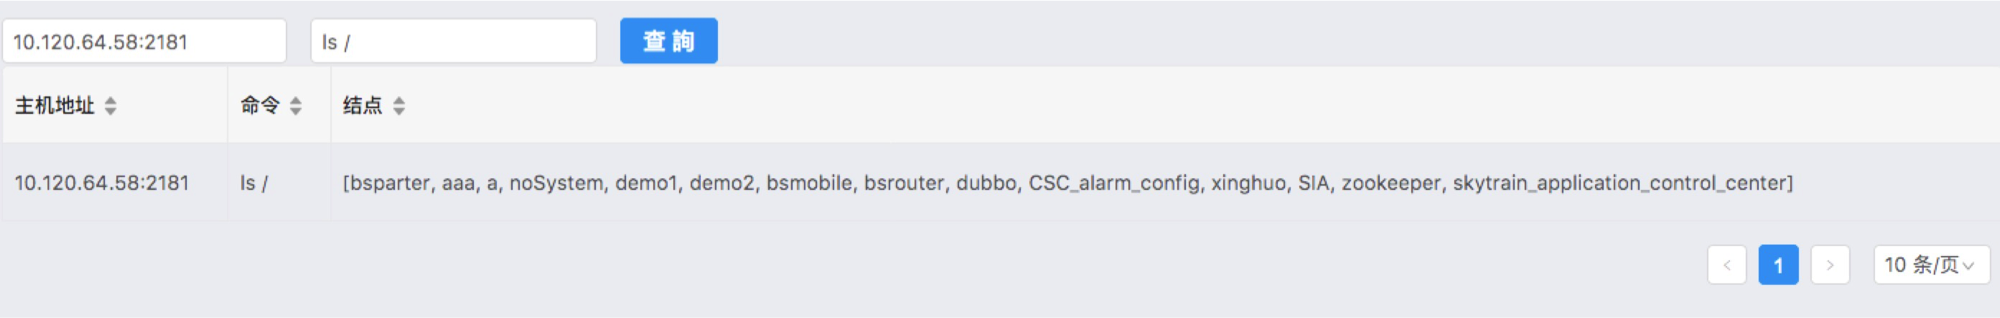 10.120.64.58:2181 ls / 查 詢
主机地址 命令 结点
10.120.64.58:2181 ls / [bsparter, aaa, a, noSystem, demo1, demo2, bsmobile, bsrouter, dubbo, CSC_alarm_config, xinghuo, SIA, zookeeper, skytrain_application_control_center]
< 1 > 10 条/页